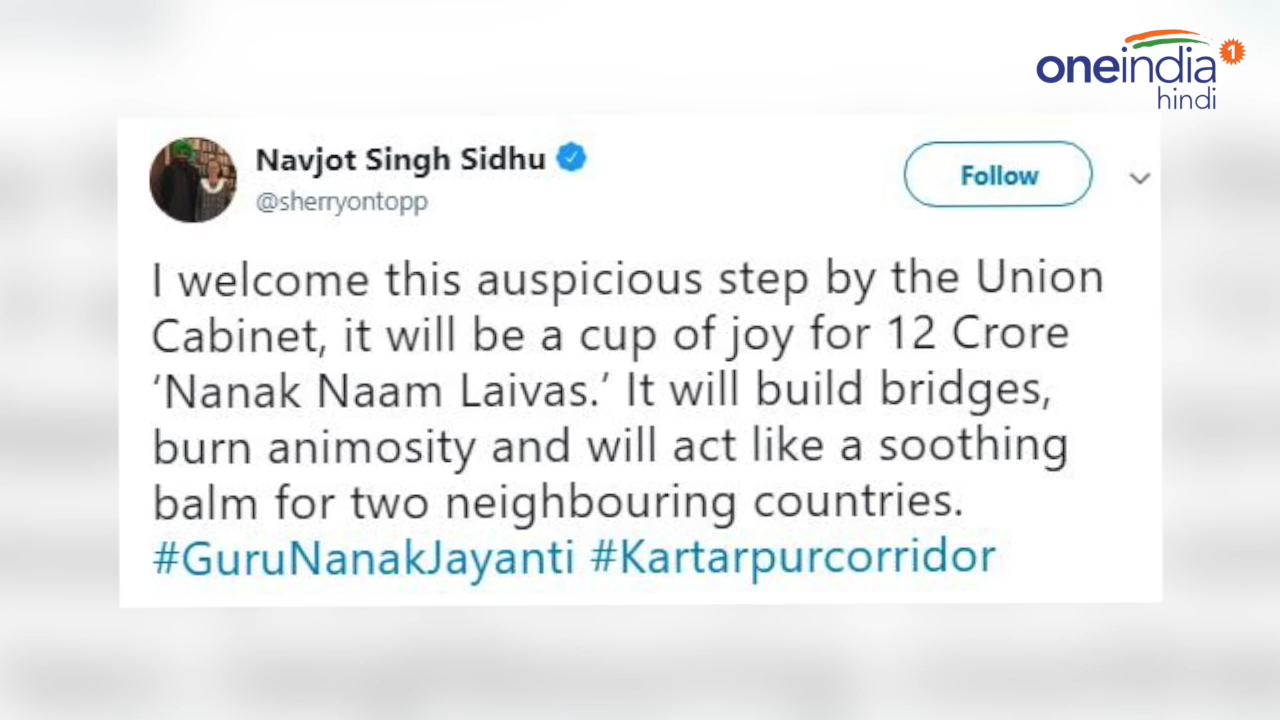 oneindia
1
hindi
Navjot Singh Sidhu
@sherryontopp
Follow
I welcome this auspicious step by the Union
Cabinet, it will be a cup of joy for 12 Crore
‘Nanak Naam Laivas.’ It will build bridges,
burn animosity and will act like a soothing
balm for two neighbouring countries.
#GuruNanakJayanti #Kartarpurcorridor